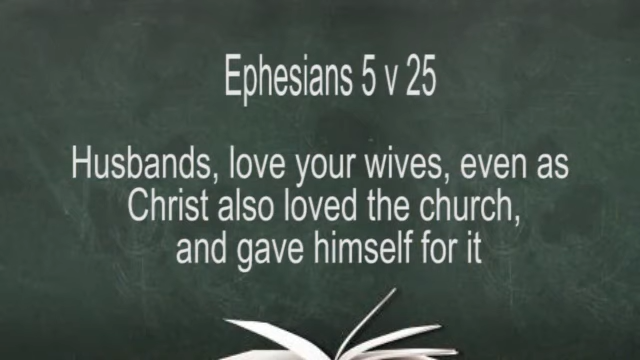 Ephesians 5 v 25
Husbands, love your wives, even as
Christ also loved the church,
and gave himself for it